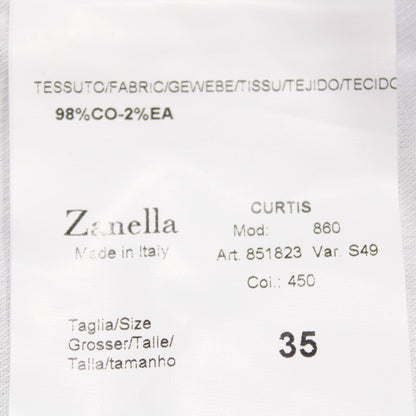 TESSUTO/FABRIC/GEWEBE/TISSU/TEJIDO/TECIDO
98%CO-2%EA
Zanella
Made in Italy
CURTIS
Mod: 860
Art. 851823 Var. S49
Col.: 450
Taglia/Size
Grosser/Talle/
Talla/tamanho
35